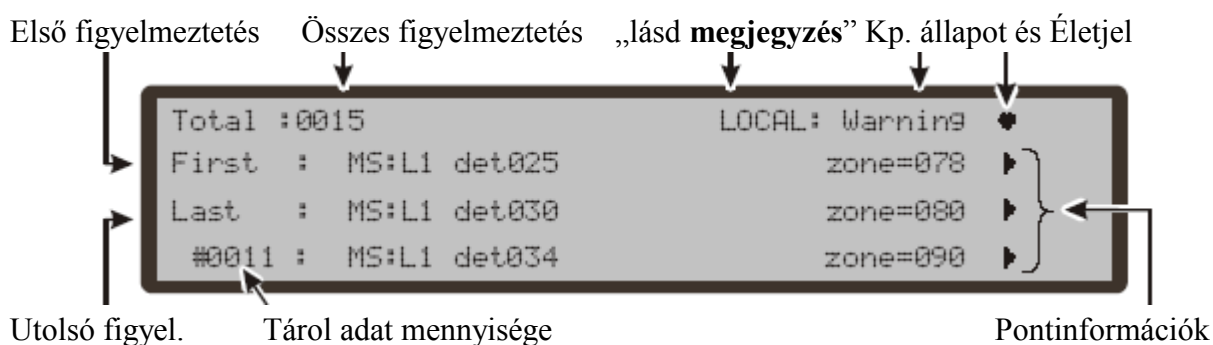 Első figyelmeztetés Összes figyelmeztetés „lásd megjegyzés” Kp. állapot és Életjel
Total :0015 LOCAL: Warning
First : MS:L1 det025 zone=078
Last : MS:L1 det030 zone=080
#0011 : MS:L1 det034 zone=090
Utolsó figyel. Tárol adat mennyisége Pontinformációk